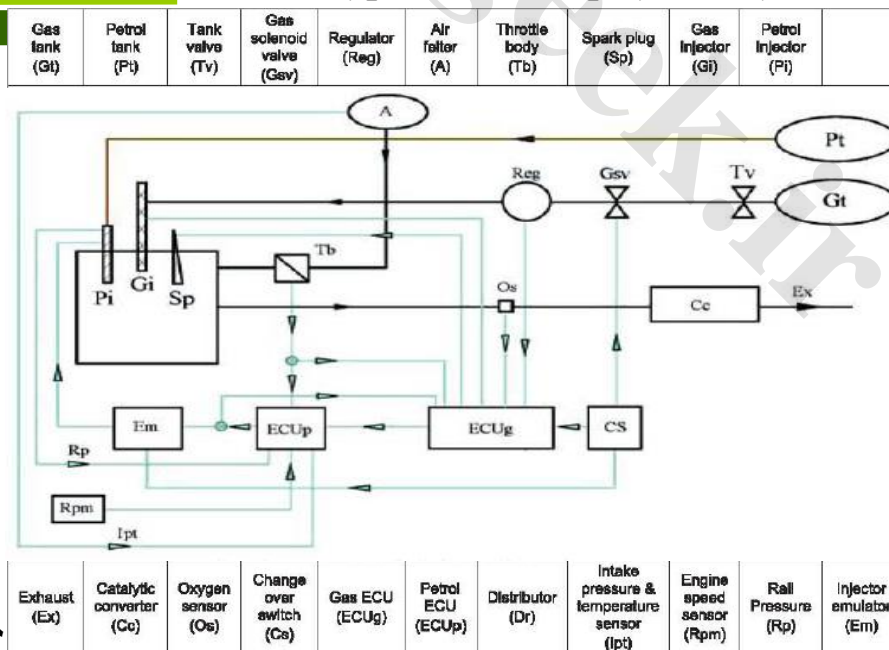 Gas tank (Gt)
Petrol tank (Pt)
Tank valve (Tv)
Gas solenoid valve (Gsv)
Regulator (Reg)
Air felter (A)
Throttle body (Tb)
Spark plug (Sp)
Gas Injector (Gi)
Petrol Injector (Pi)
A
Pt
Reg
Gsv
Tv
Gt
Tb
Pi
Gi
Sp
Os
Cc
Ex
Em
ECUp
ECUg
CS
Rp
Rpm
Ipt
Exhaust (Ex)
Catalytic converter (Cc)
Oxygen sensor (Os)
Change over switch (Cs)
Gas ECU (ECUg)
Petrol ECU (ECUp)
Distributor (Dr)
Intake pressure & temperature sensor (Ipt)
Engine speed sensor (Rpm)
Rail Pressure (Rp)
Injector emulator (Em)